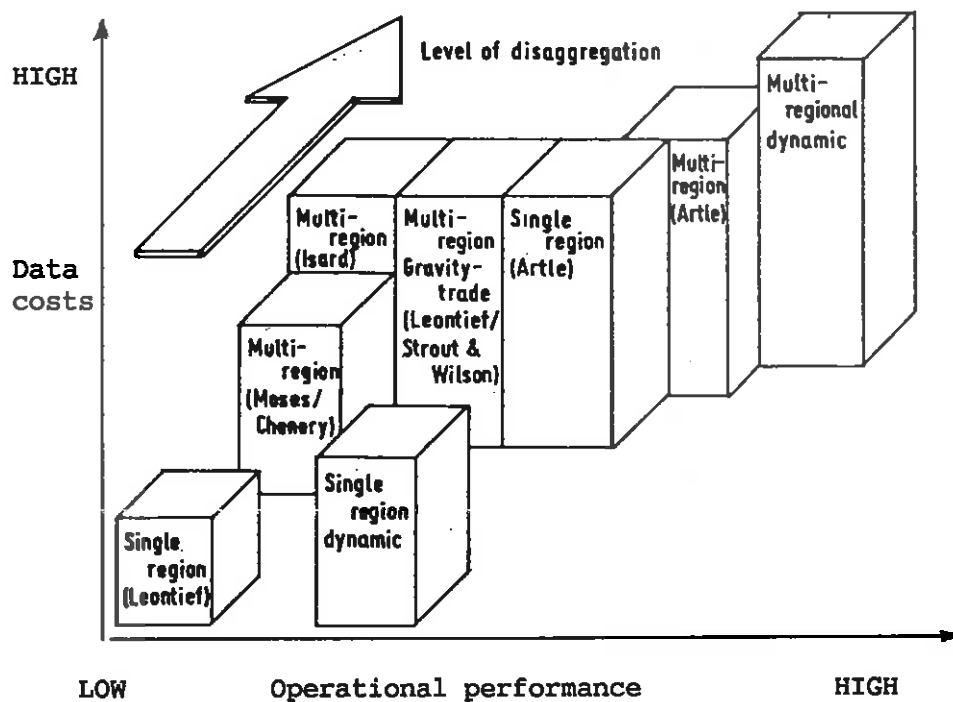 HIGH
Level of disaggregation
Multi-
regional
dynamic
Multi-
region
(Artle)
Multi-
region
(Isard)
Multi-
region
Gravity-
trade
(Leontief/
Strout &
Wilson)
Single
region
(Artle)
Data
costs
Multi-
region
(Moses/
Chenery)
Single
region
dynamic
Single
region
(Leontief)
LOW
Operational performance
HIGH